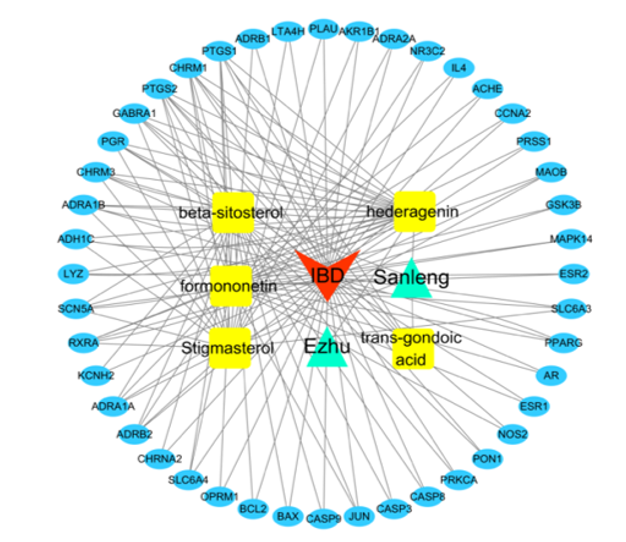 PLAU
LTA4H
AKR1B1
ADRB1
ADRA2A
PTGS1
NR3C2
CHRM1
IL4
PTGS2
ACHE
GABRA1
CCNA2
PGR
PRSS1
CHRM3
MAOB
ADRA1B
GSK3B
beta-sitosterol
hederagenin
ADH1C
MAPK14
LYZ
IBD
Sanleng
ESR2
formononetin
SCN5A
SLC6A3
RXRA
Stigmasterol
Ezhu
trans-gondoic
acid
PPARG
KCNH2
AR
ADRA1A
ESR1
ADRB2
NOS2
CHRNA2
PON1
SLC6A4
PRKCA
OPRM1
CASP8
BCL2
CASP3
BAX
CASP9
JUN